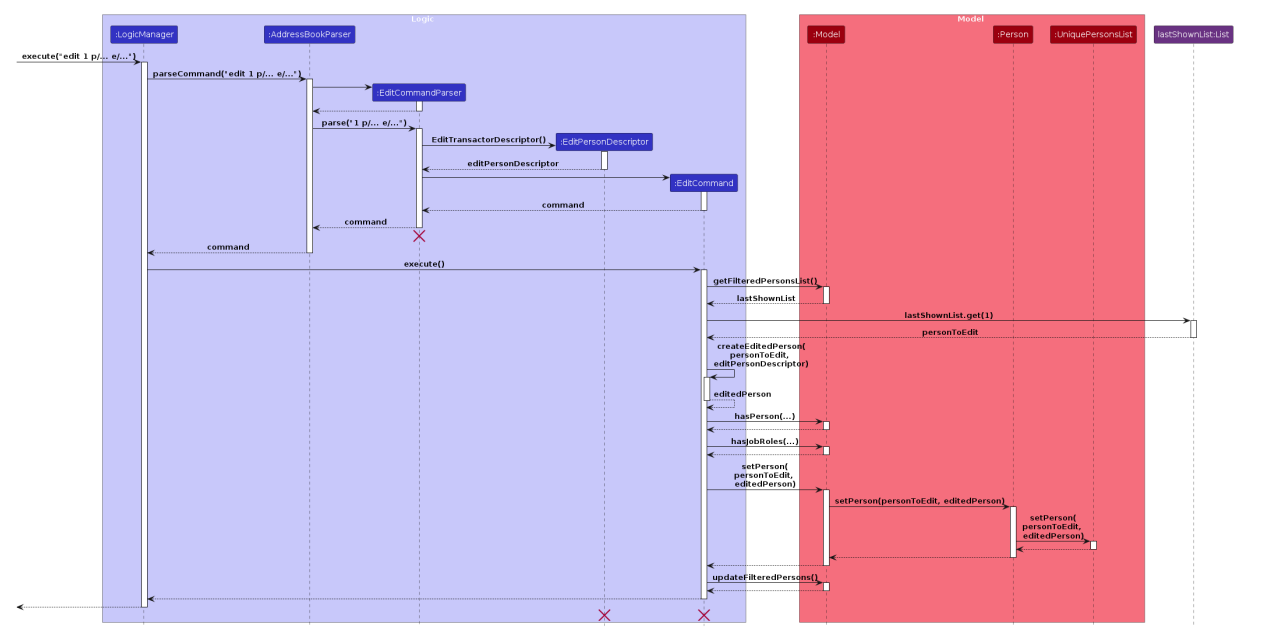 Logic
Model
:LogicManager
:AddressBookParser
:Model
:Person
:UniquePersonsList
lastShownList:List
execute("edit 1 p/... e/...")
parseCommand("edit 1 p/... e/...")
:EditCommandParser
parse("1 p/... e/...")
EditTransactorDescriptor()
:EditPersonDescriptor
editPersonDescriptor
:EditCommand
command
command
command
execute()
getFilteredPersonsList()
lastShownList
lastShownList.get(1)
personToEdit
createEditedPerson(
personToEdit,
editPersonDescriptor)
editedPerson
hasPerson(...)
hasJobRoles(...)
setPerson(
personToEdit,
editedPerson)
setPerson(personToEdit, editedPerson)
setPerson(
personToEdit,
editedPerson)
updateFilteredPersons()